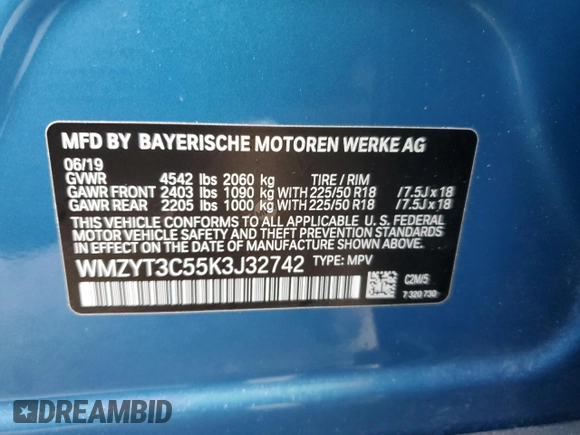 MFD BY BAYERISCHE MOTOREN WERKE AG
06/19
GVWR 4542 lbs 2060 kg TIRE / RIM
GAWR FRONT 2403 lbs 1090 kg WITH 225/50 R18 /7.5J x 18
GAWR REAR 2205 lbs 1000 kg WITH 225/50 R18 /7.5J x 18
THIS VEHICLE CONFORMS TO ALL APPLICABLE U. S. FEDERAL
MOTOR VEHICLE SAFETY AND THEFT PREVENTION STANDARDS
IN EFFECT ON THE DATE OF MANUFACTURE SHOWN ABOVE.
WMZYT3C55K3J32742 TYPE: MPV
C2M/5
7 320 730
DREAMBID